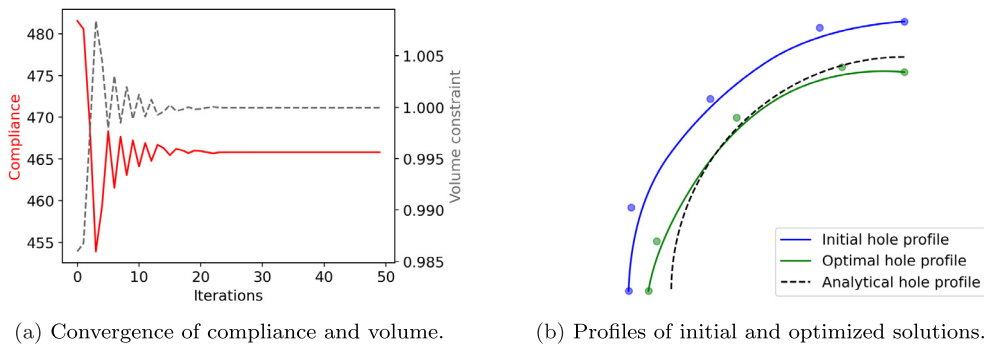 480
475
470
465
460
455
Compliance
1.005
1.000
0.995
0.990
0.985
Volume constraint
0
10
20
30
40
50
Iterations
(a) Convergence of compliance and volume.
Initial hole profile
Optimal hole profile
Analytical hole profile
(b) Profiles of initial and optimized solutions.